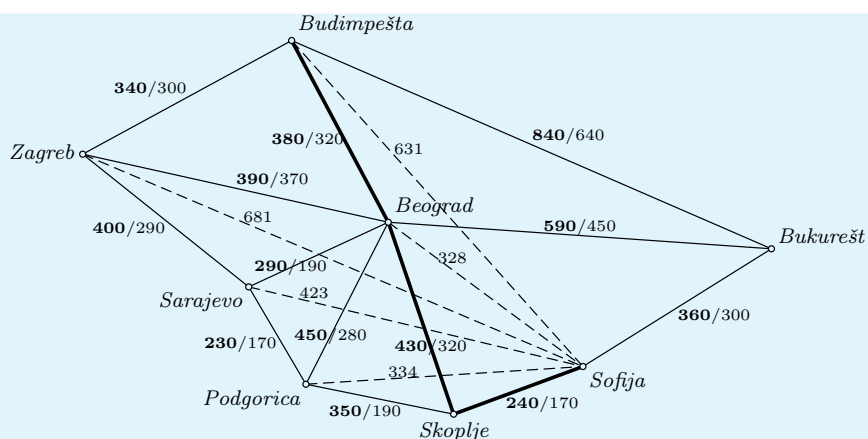 Budimpešta
340/300
380/320
840/640
631
Zagreb
390/370
Beograd
400/290
681
590/450
Bukurešt
290/190
328
Sarajevo
423
360/300
230/170
450/280
430/320
334
Sofija
Podgorica
350/190
240/170
Skoplje